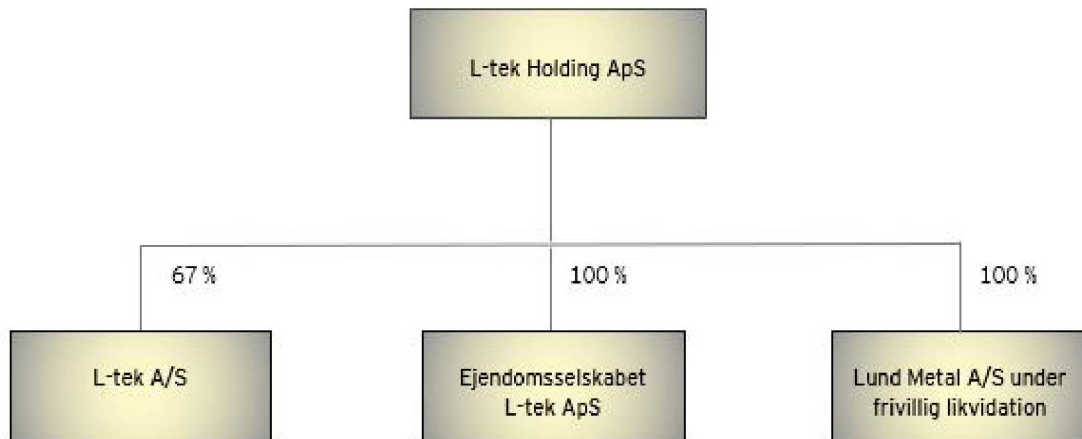 L-tek Holding ApS
67 %
100 %
100 %
L-tek A/S
Ejendomsselskabet
L-tek ApS
Lund Metal A/S under
frivillig likvidation